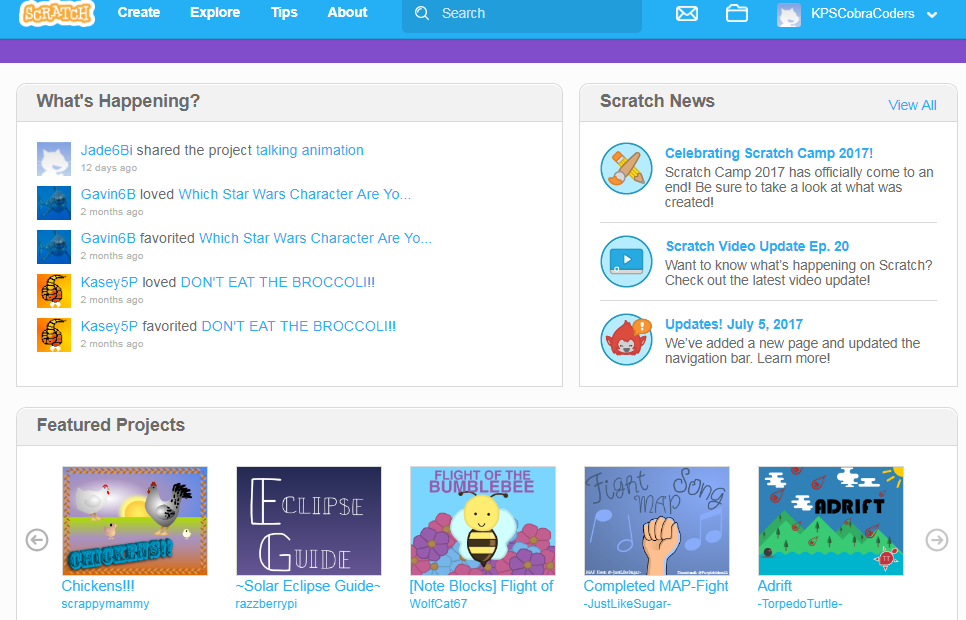 SCRATCH
Create Explore Tips About Search KPSCobraCoders
What's Happening?
Jade6Bi shared the project talking animation
12 days ago
Gavin6B loved Which Star Wars Character Are Yo...
2 months ago
Gavin6B favorited Which Star Wars Character Are Yo...
2 months ago
Kasey5P loved DON'T EAT THE BROCCOLI!!!
2 months ago
Kasey5P favorited DON'T EAT THE BROCCOLI!!!
2 months ago
Scratch News View All
Celebrating Scratch Camp 2017!
Scratch Camp 2017 has officially come to an
end! Be sure to take a look at what was
created!
Scratch Video Update Ep. 20
Want to know what's happening on Scratch?
Check out the latest video update!
Updates! July 5, 2017
We've added a new page and updated the
navigation bar. Learn more!
Featured Projects
CHICKENS!!!
Chickens!!!
scrappymammy
ECLIPSE
GUIDE
~Solar Eclipse Guide~
razzberrypi
FLIGHT OF THE
BUMBLEBEE
[Note Blocks] Flight of
WolfCat67
Fight Song
MAP
Completed MAP-Fight
-JustLikeSugar-
ADRIFT
Adrift
-TorpedoTurtle-